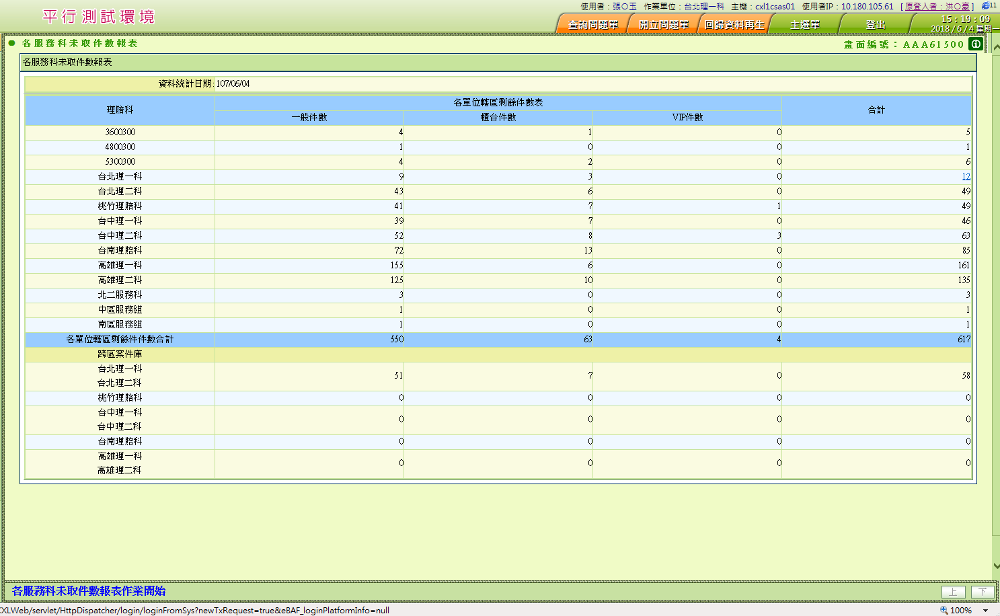 平行測試環境
使用者：張○玉 作業單位：台北理一科 主機：cxl1csas01 使用者IP：10.180.105.61 [ 原登入者：洪○豪 ] 11
查詢問題單 開立問題單 回歸資料再生 主選單 登出 15：19：09
2018 / 6 / 4 星期一
各服務科未取件數報表 畫面編號：AAA61500
各服務科未取件數報表
資料統計日期: 107/06/04
理賠科 各單位轄區剩餘件數表 合計
一般件數 櫃台件數 VIP件數
3600300 4 1 0 5
4800300 1 0 0 1
5300300 4 2 0 6
台北理一科 9 3 0 12
台北理二科 43 6 0 49
桃竹理賠科 41 7 1 49
台中理一科 39 7 0 46
台中理二科 52 8 3 63
台南理賠科 72 13 0 85
高雄理一科 155 6 0 161
高雄理二科 125 10 0 135
北二服務科 3 0 0 3
中區服務組 1 0 0 1
南區服務組 1 0 0 1
各單位轄區剩餘件件數合計 550 63 4 617
跨區案件庫
台北理一科
台北理二科 51 7 0 58
桃竹理賠科 0 0 0 0
台中理一科
台中理二科 0 0 0 0
台南理賠科 0 0 0 0
高雄理一科
高雄理二科 0 0 0 0
各服務科未取件數報表作業開始 上 下
XLWeb/servlet/HttpDispatcher/login/loginFromSys?newTxRequest=true&eBAF_loginPlatformInfo=null 100%